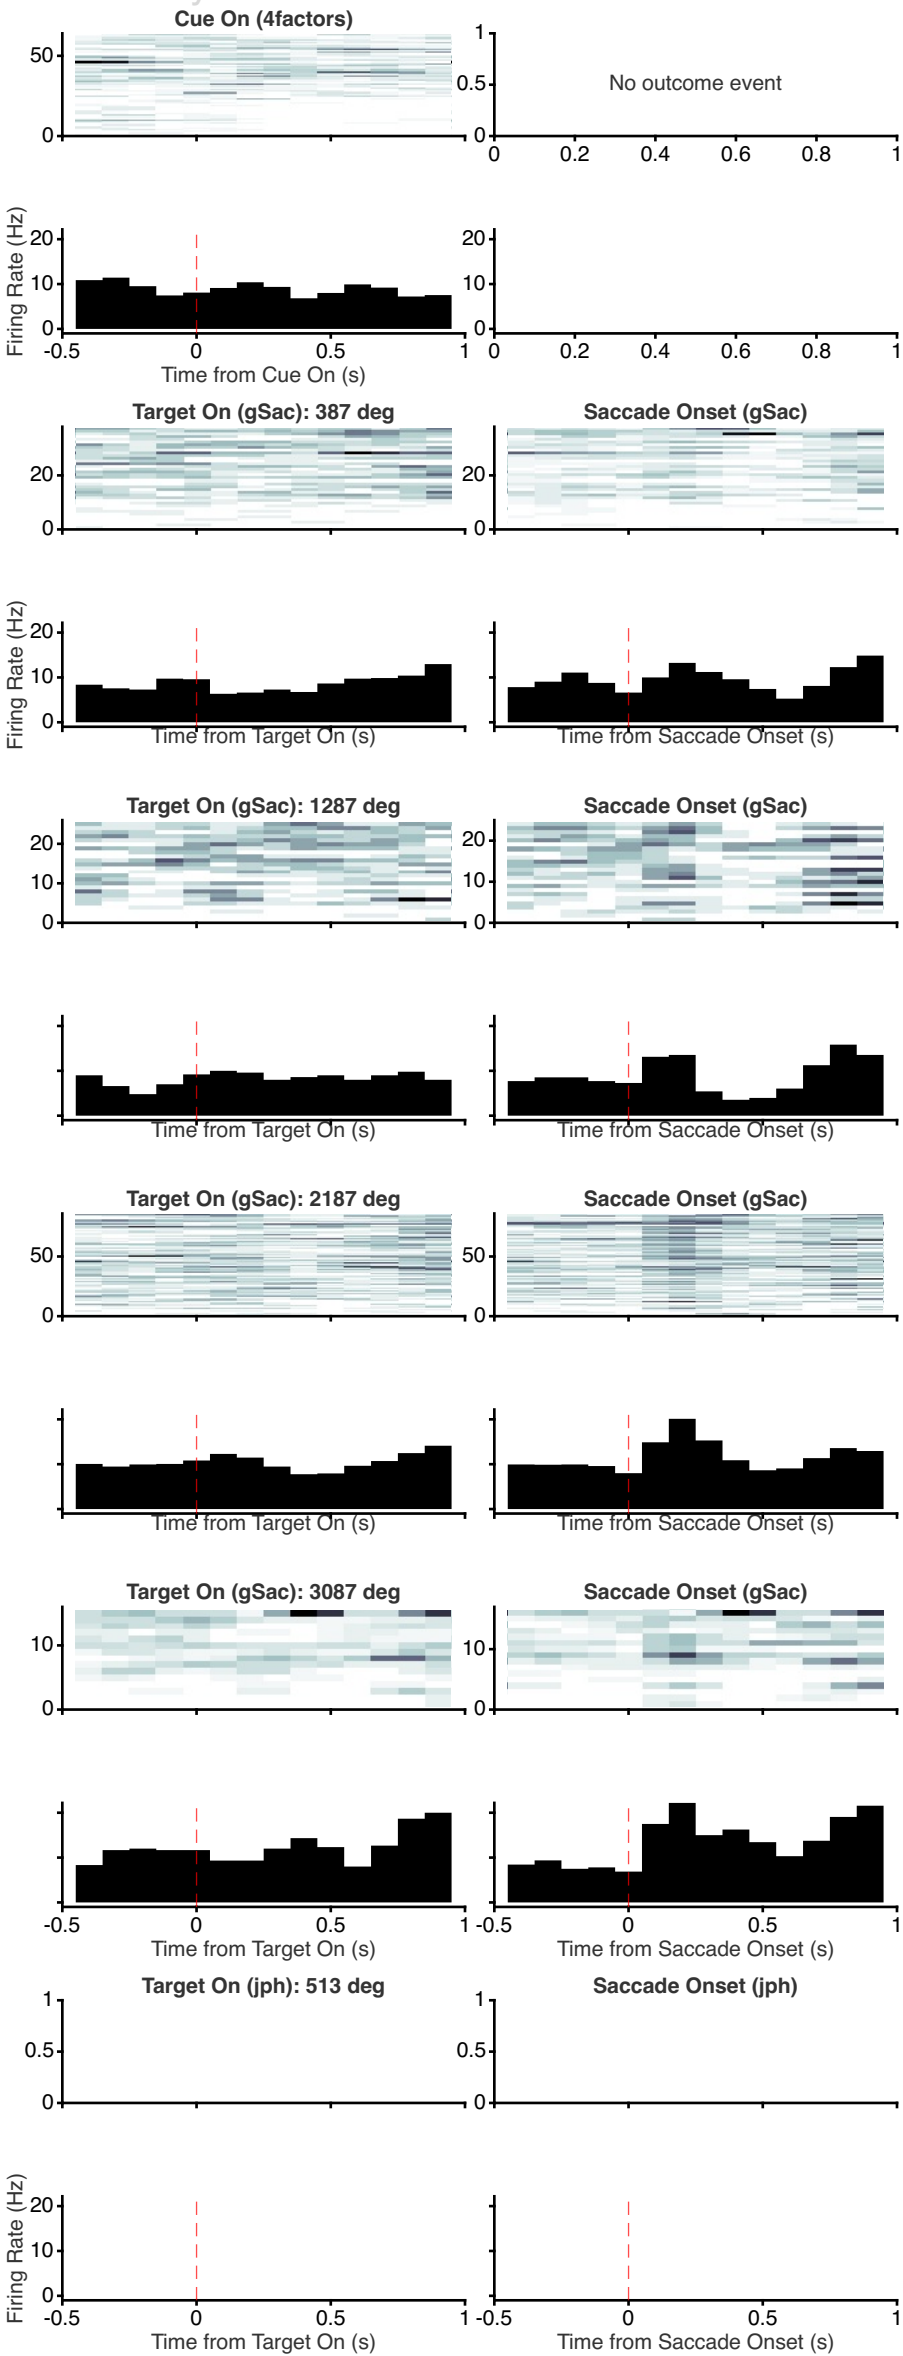 Cue On (4factors)
50
0
1
0.5
0
No outcome event
0 0.2 0.4 0.6 0.8 1
Firing Rate (Hz)
20
10
0
-0.5 0 0.5 1
Time from Cue On (s)
20
10
0
0 0.2 0.4 0.6 0.8 1
Target On (gSac): 387 deg
20
0
Saccade Onset (gSac)
20
0
Firing Rate (Hz)
20
10
0
Time from Target On (s)
Time from Saccade Onset (s)
Target On (gSac): 1287 deg
20
10
0
Saccade Onset (gSac)
20
10
0
Time from Target On (s)
Time from Saccade Onset (s)
Target On (gSac): 2187 deg
50
0
Saccade Onset (gSac)
50
0
Time from Target On (s)
Time from Saccade Onset (s)
Target On (gSac): 3087 deg
10
0
Saccade Onset (gSac)
10
0
-0.5 0 0.5 1
Time from Target On (s)
-0.5 0 0.5 1
Time from Saccade Onset (s)
Target On (jph): 513 deg
1
0.5
0
Saccade Onset (jph)
1
0.5
0
Firing Rate (Hz)
20
10
0
-0.5 0 0.5 1
Time from Target On (s)
-0.5 0 0.5 1
Time from Saccade Onset (s)